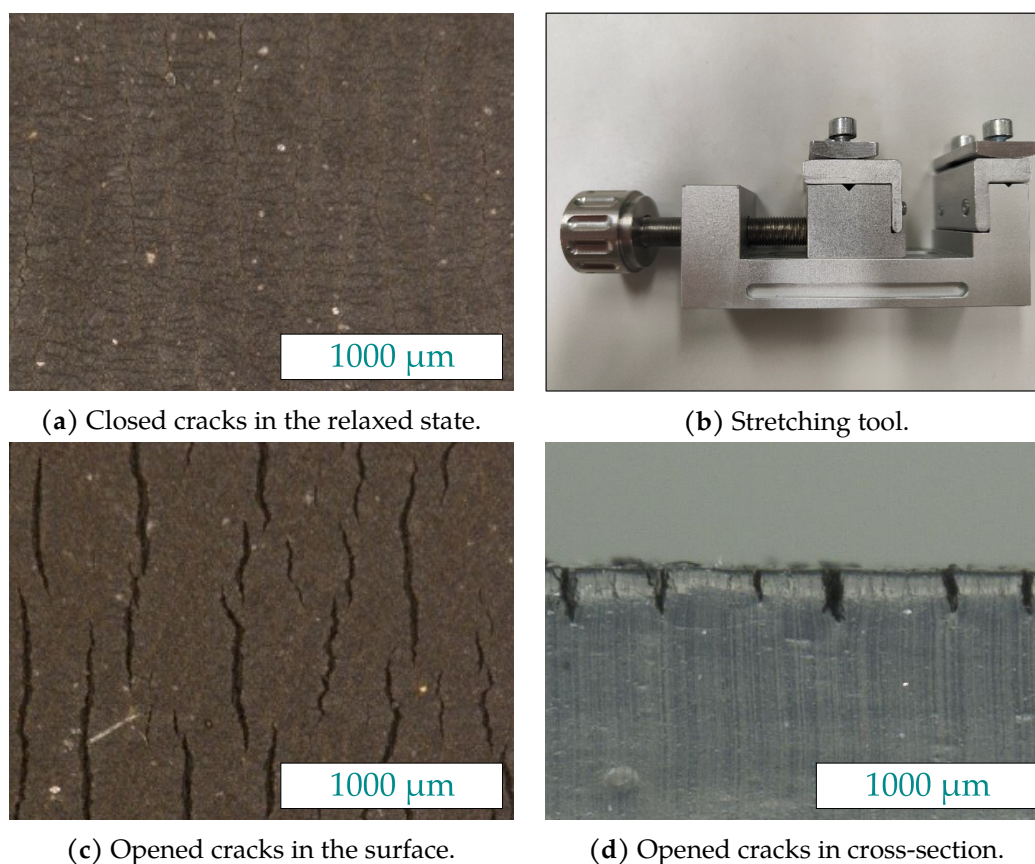 1000 µm
(a) Closed cracks in the relaxed state.
(b) Stretching tool.
1000 µm
1000 µm
(c) Opened cracks in the surface.
(d) Opened cracks in cross-section.